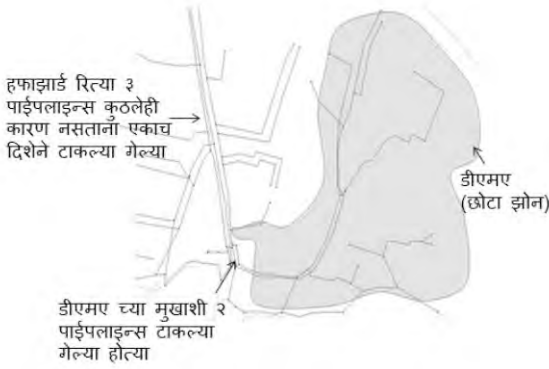 हफाझार्ड रित्या ३
पाईपलाइन्स कुठलेही
कारण नसताना एकाच
दिशेने टाकल्या गेल्या
डीएमए
(छोटा झोन)
डीएमए च्या मुखाशी २
पाईपलाइन्स टाकल्या
गेल्या होत्या